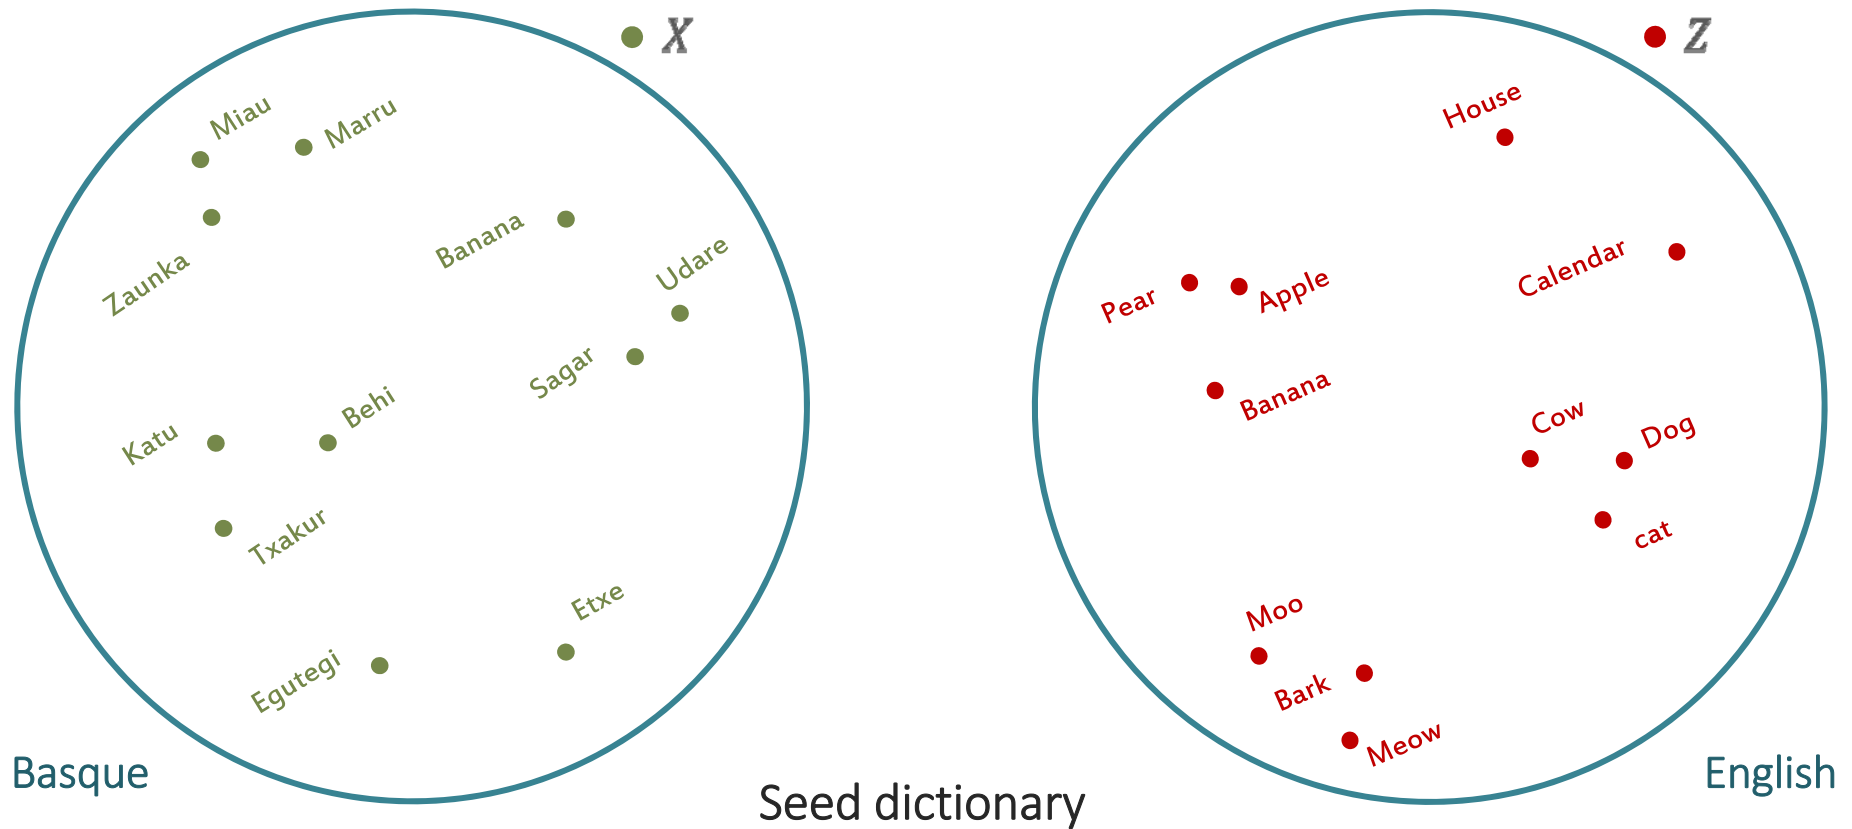 X
Miau
Marru
Zaunka
Banana
Udare
Sagar
Behi
Katu
Txakur
Etxe
Egutegi
Basque
Z
House
Calendar
Pear
Apple
Banana
Cow
Dog
cat
Moo
Bark
Meow
English
Seed dictionary